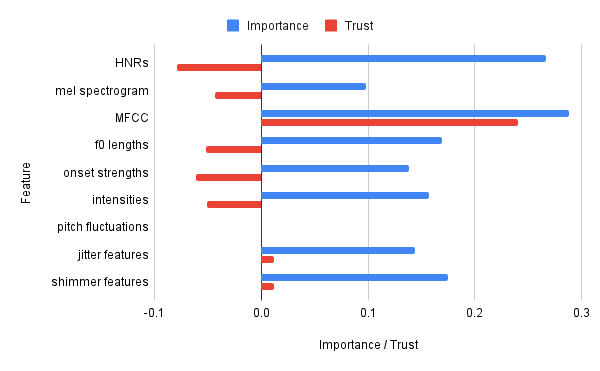 Importance Trust
HNRs
mel spectrogram
MFCC
f0 lengths
onset strengths
intensities
pitch fluctuations
jitter features
shimmer features
Feature
-0.1 0.0 0.1 0.2 0.3
Importance / Trust